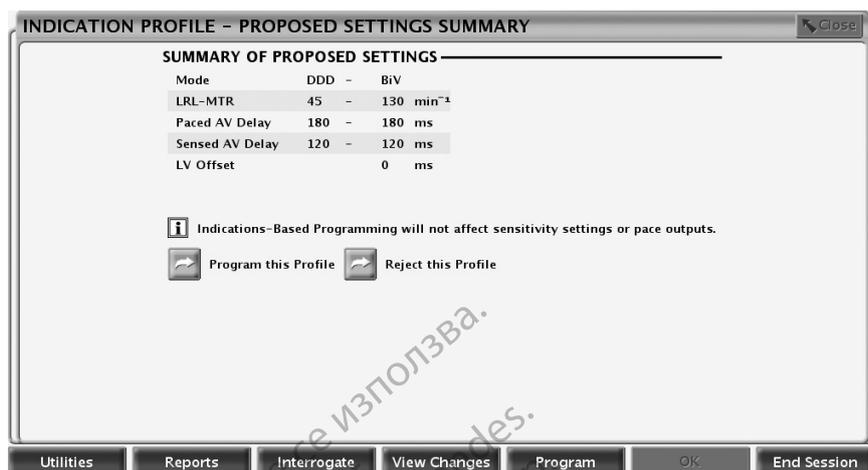 INDICATION PROFILE - PROPOSED SETTINGS SUMMARY
Close
SUMMARY OF PROPOSED SETTINGS
Mode DDD - BiV
LRL-MTR 45 - 130 min⁻¹
Paced AV Delay 180 - 180 ms
Sensed AV Delay 120 - 120 ms
LV Offset 0 ms
Indications-Based Programming will not affect sensitivity settings or pace outputs.
Program this Profile Reject this Profile
се използва.
Utilities Reports Interrogate View Changes Program OK End Session